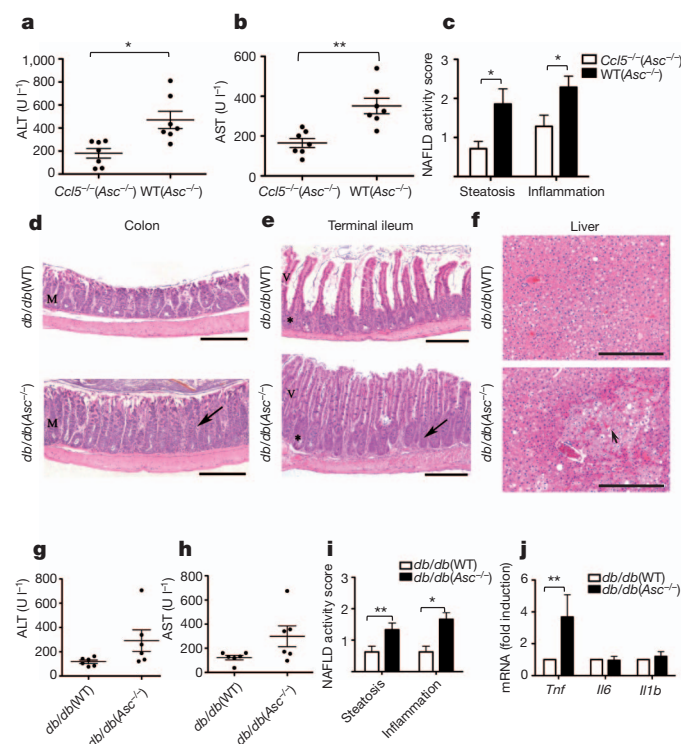 a
*
ALT (U l⁻¹)
1,000
800
600
400
200
0
Ccl5⁻/⁻(Asc⁻/⁻) WT(Asc⁻/⁻)
b
**
AST (U l⁻¹)
600
400
200
0
Ccl5⁻/⁻(Asc⁻/⁻) WT(Asc⁻/⁻)
c
Ccl5⁻/⁻(Asc⁻/⁻)
WT(Asc⁻/⁻)
* *
NAFLD activity score
3
2
1
Steatosis Inflammation
d
Colon
db/db(WT)
M
db/db(Asc⁻/⁻)
M
e
Terminal ileum
db/db(WT)
V
*
db/db(Asc⁻/⁻)
V
*
f
Liver
db/db(WT)
db/db(Asc⁻/⁻)
g
ALT (U l⁻¹)
800
600
400
200
0
db/db(WT)
db/db(Asc⁻/⁻)
h
AST (U l⁻¹)
800
600
400
200
0
db/db(WT)
db/db(Asc⁻/⁻)
i
db/db(WT)
db/db(Asc⁻/⁻)
** *
NAFLD activity score
3
2
1
Steatosis
Inflammation
j
db/db(WT)
db/db(Asc⁻/⁻)
**
mRNA (fold induction)
6
4
2
0
Tnf Il6 Il1b